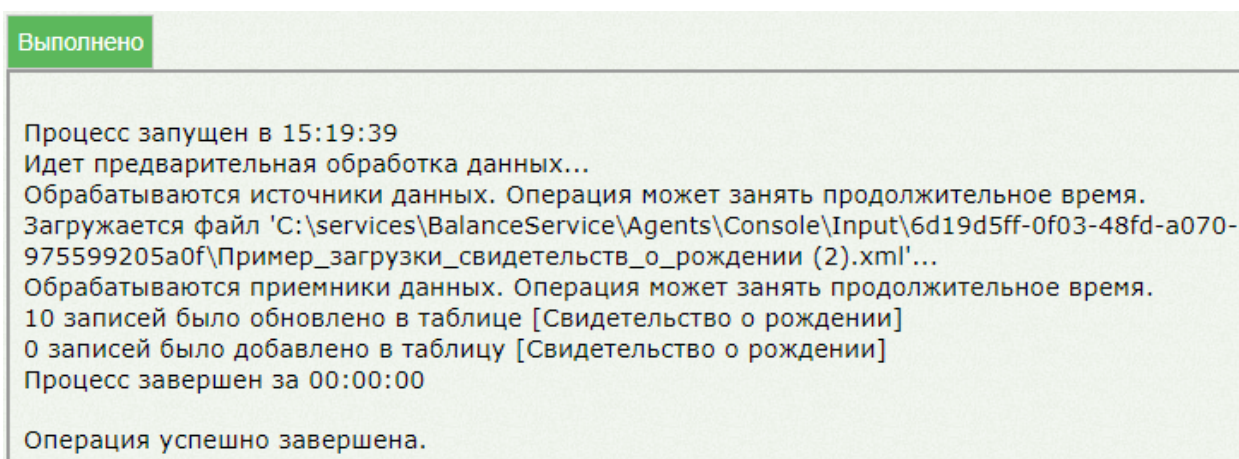 Выполнено
Процесс запущен в 15:19:39
Идет предварительная обработка данных...
Обрабатываются источники данных. Операция может занять продолжительное время.
Загружается файл 'C:\services\BalanceService\Agents\Console\Input\6d19d5ff-0f03-48fd-a070-
975599205a0f\Пример_загрузки_свидетельств_о_рождении (2).xml'...
Обрабатываются приемники данных. Операция может занять продолжительное время.
10 записей было обновлено в таблице [Свидетельство о рождении]
0 записей было добавлено в таблицу [Свидетельство о рождении]
Процесс завершен за 00:00:00
Операция успешно завершена.